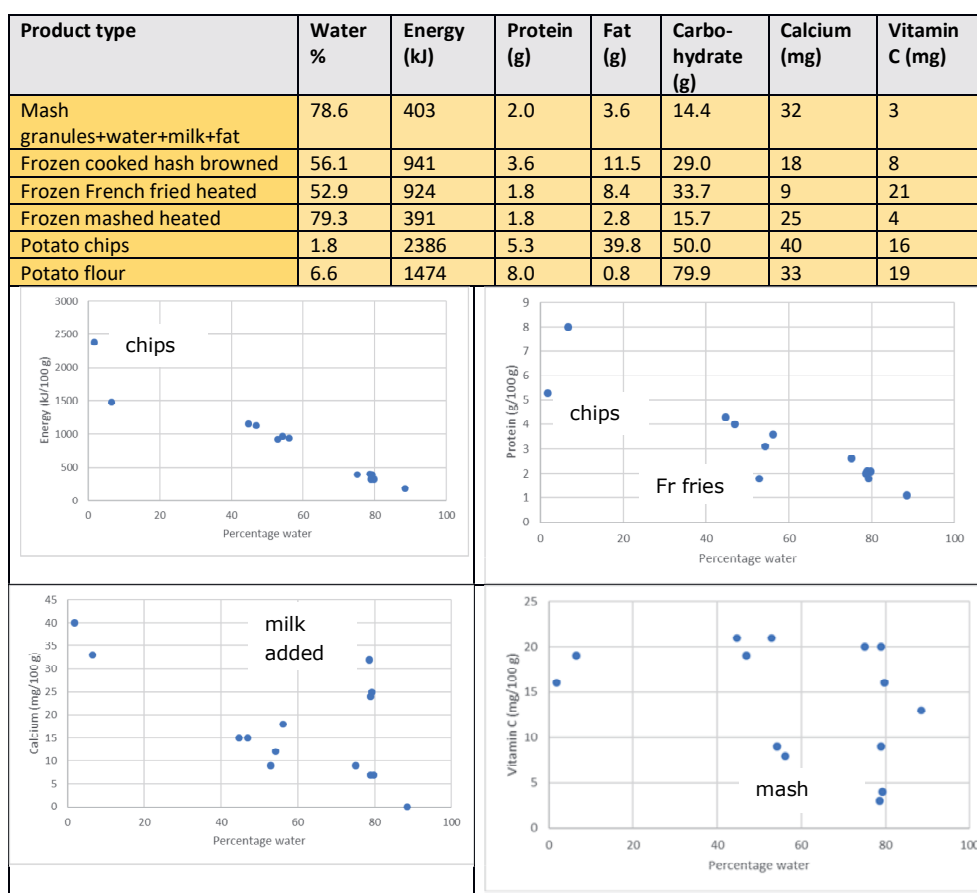 Product type Water % Energy (kJ) Protein (g) Fat (g) Carbo-hydrate (g) Calcium (mg) Vitamin C (mg)
Mash granules+water+milk+fat 78.6 403 2.0 3.6 14.4 32 3
Frozen cooked hash browned 56.1 941 3.6 11.5 29.0 18 8
Frozen French fried heated 52.9 924 1.8 8.4 33.7 9 21
Frozen mashed heated 79.3 391 1.8 2.8 15.7 25 4
Potato chips 1.8 2386 5.3 39.8 50.0 40 16
Potato flour 6.6 1474 8.0 0.8 79.9 33 19
3000
2500
2000
1500
1000
500
0
Energy (kJ/100 g)
chips
0 20 40 60 80 100
Percentage water
9
8
7
6
5
4
3
2
1
0
Protein (g/100g)
chips
Fr fries
0 20 40 60 80 100
Percentage water
45
40
35
30
25
20
15
10
5
0
Calcium (mg/100 g)
milk
added
0 20 40 60 80 100
Percentage water
25
20
15
10
5
0
Vitamin C (mg/100 g)
mash
0 20 40 60 80 100
Percentage water